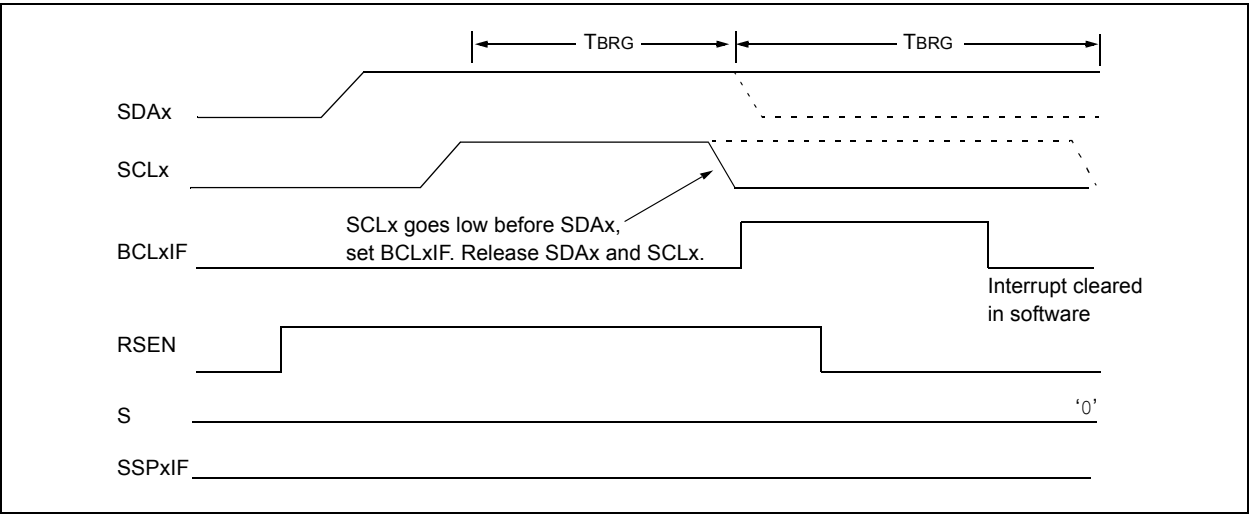 TBRG TBRG
SDAx
SCLx
SCLx goes low before SDAx,
set BCLxIF. Release SDAx and SCLx.
BCLxIF
Interrupt cleared
in software
RSEN
S ‘0’
SSPxIF